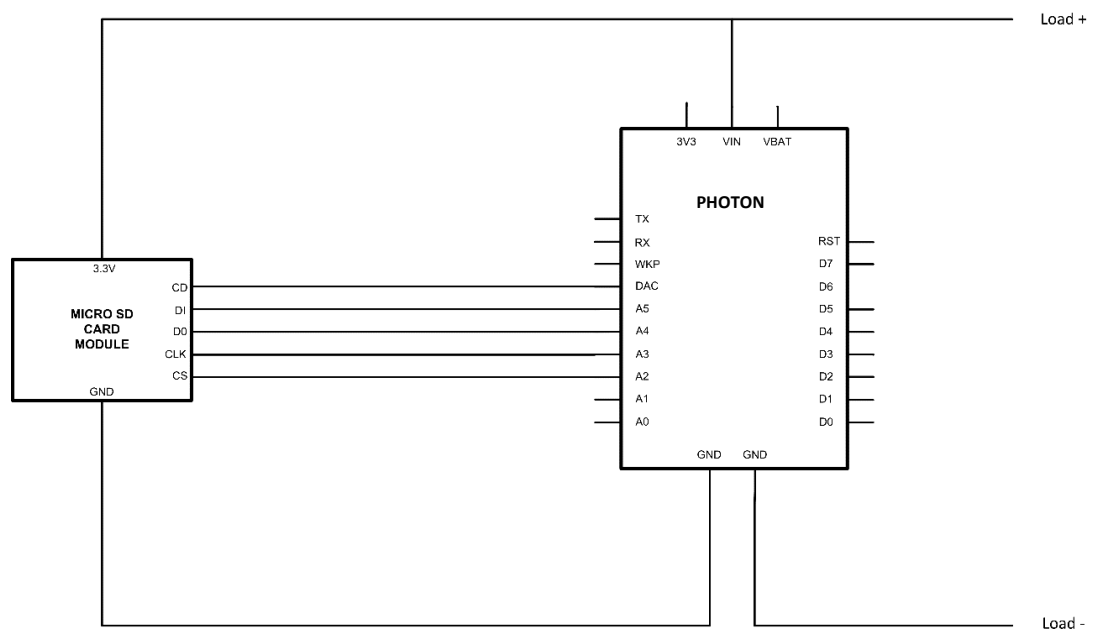 Load +
3V3 VIN VBAT
PHOTON
TX
RX
WKP
DAC
A5
A4
A3
A2
A1
A0
RST
D7
D6
D5
D4
D3
D2
D1
D0
GND GND
3.3V
MICRO SD
CARD
MODULE
CD
DI
D0
CLK
CS
GND
Load -